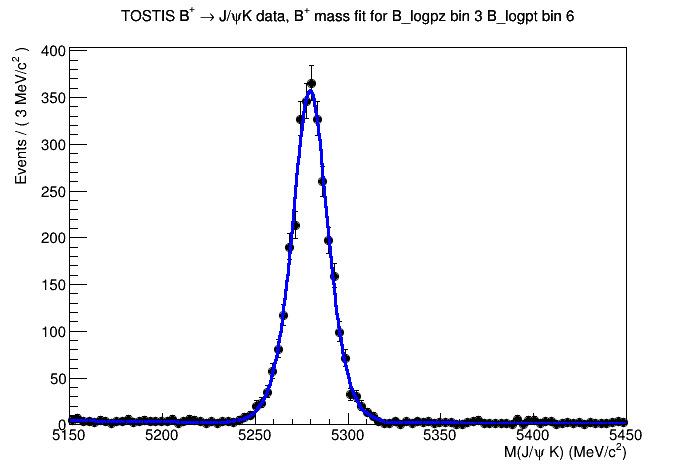 TOSTIS B⁺ → J/ψK data, B⁺ mass fit for B_logpz bin 3 B_logpt bin 6
Events / ( 3 MeV/c² )
400
350
300
250
200
150
100
50
0
5150 5200 5250 5300 5350 5400 5450
M(J/ψ K) (MeV/c²)